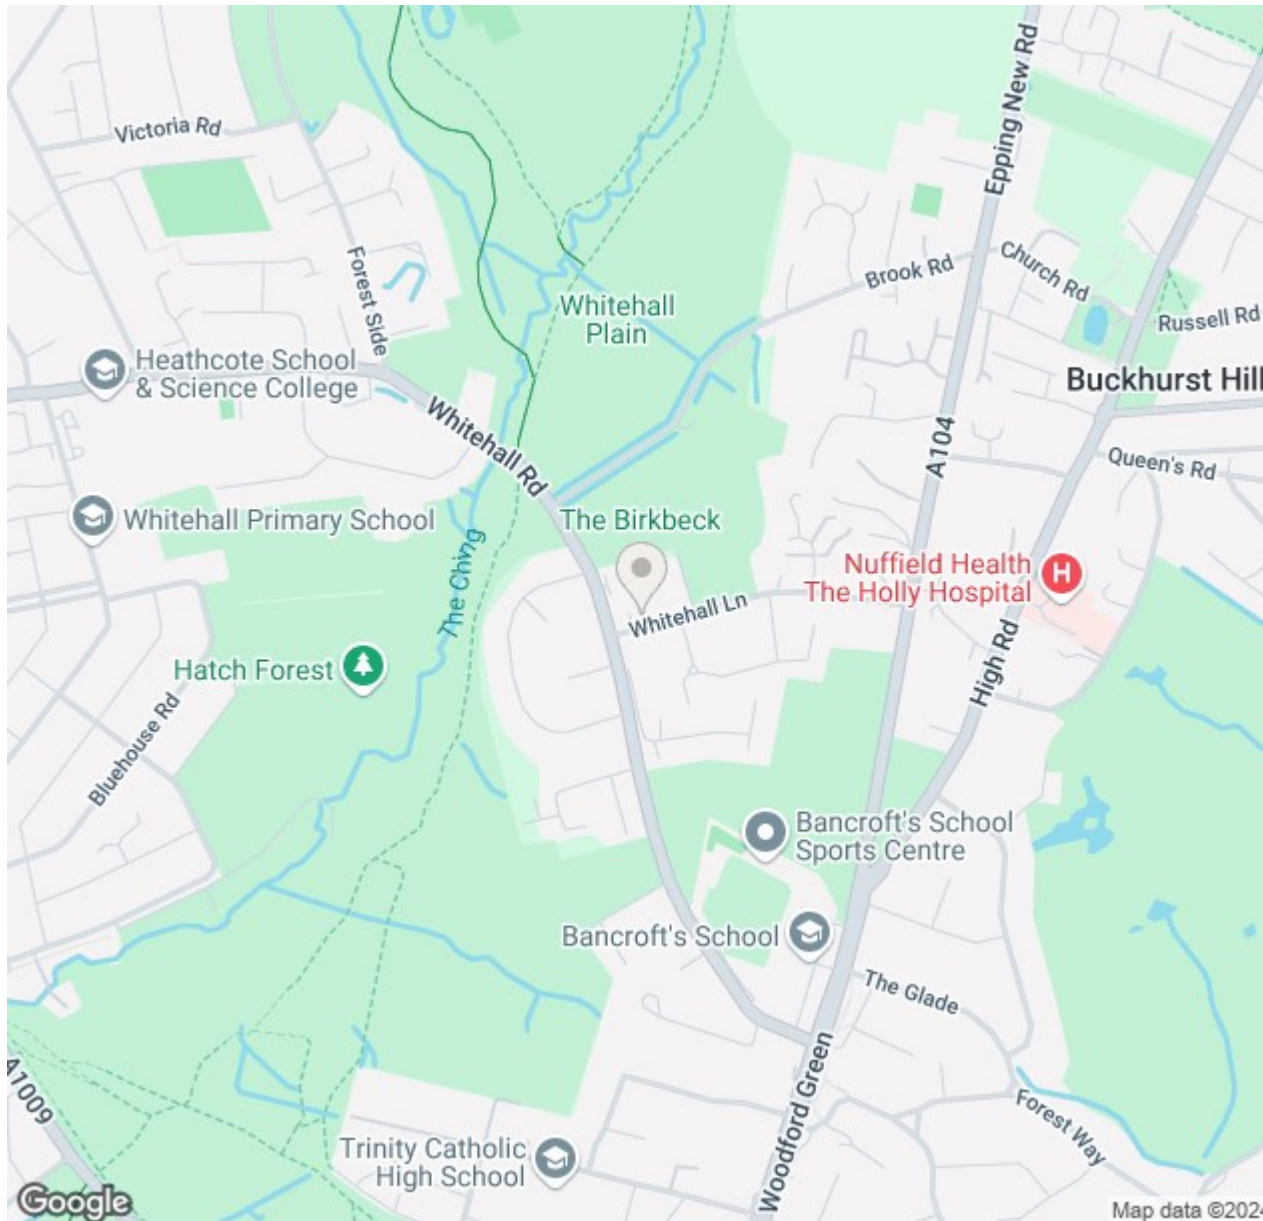 Epping New Rd
Victoria Rd
Forest Side
Brook Rd
Church Rd
Whitehall
Plain
Russell Rd
Heathcote School
& Science College
Buckhurst Hill
Whitehall Rd
A104
Queen's Rd
Whitehall Primary School
The Birkbeck
The Ching
Nuffield Health
The Holly Hospital
H
Whitehall Ln
High Rd
Hatch Forest
Bluehouse Rd
Bancroft's School
Sports Centre
Bancroft's School
The Glade
Woodford Green
A1009
Forest Way
Trinity Catholic
High School
Google
Map data ©2024